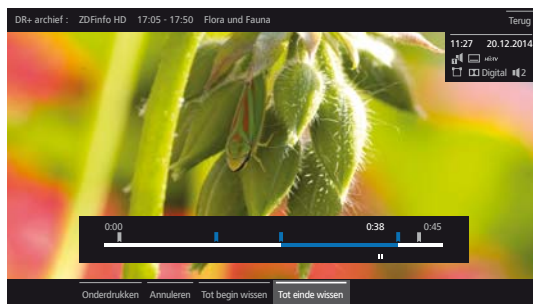 DR+ archief : ZDFinfo HD 17:05 - 17:50 Flora und Fauna Terug
11:27 20.12.2014
HbbTV
Digital 2
0:00 0:38 0:45
Onderdrukken Annuleren Tot begin wissen Tot einde wissen